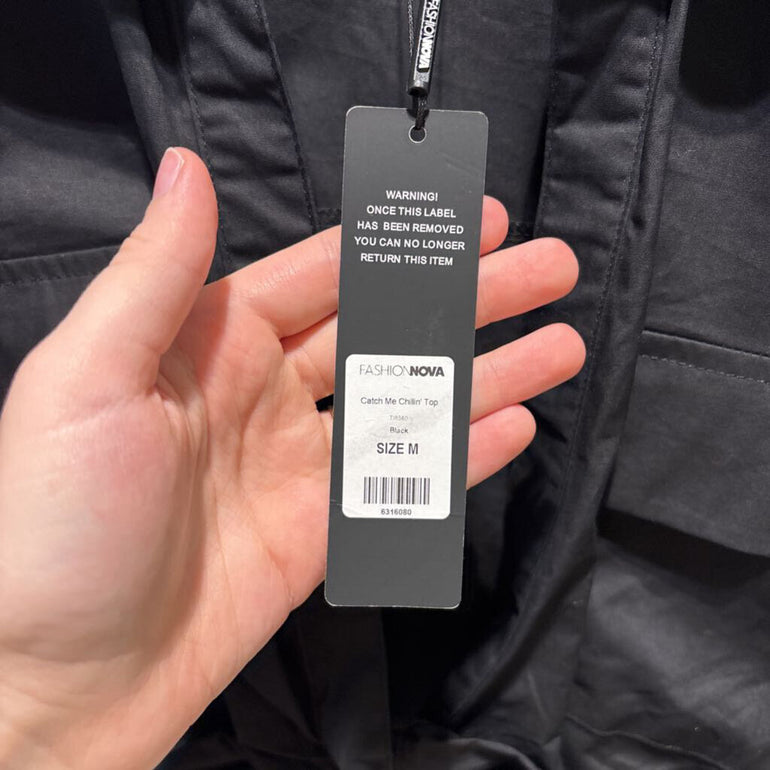 FASHIONNOVA
WARNING!
ONCE THIS LABEL
HAS BEEN REMOVED
YOU CAN NO LONGER
RETURN THIS ITEM
FASHIONNOVA
Catch Me Chillin' Top
Black
SIZE M
6316080